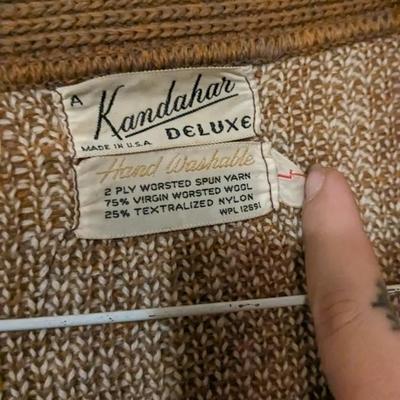 A
Kandahar
DELUXE
MADE IN U.S.A.
Hand Washable
2 PLY WORSTED SPUN YARN
75% VIRGIN WORSTED WOOL
25% TEXTRALIZED NYLON
WPL 12691